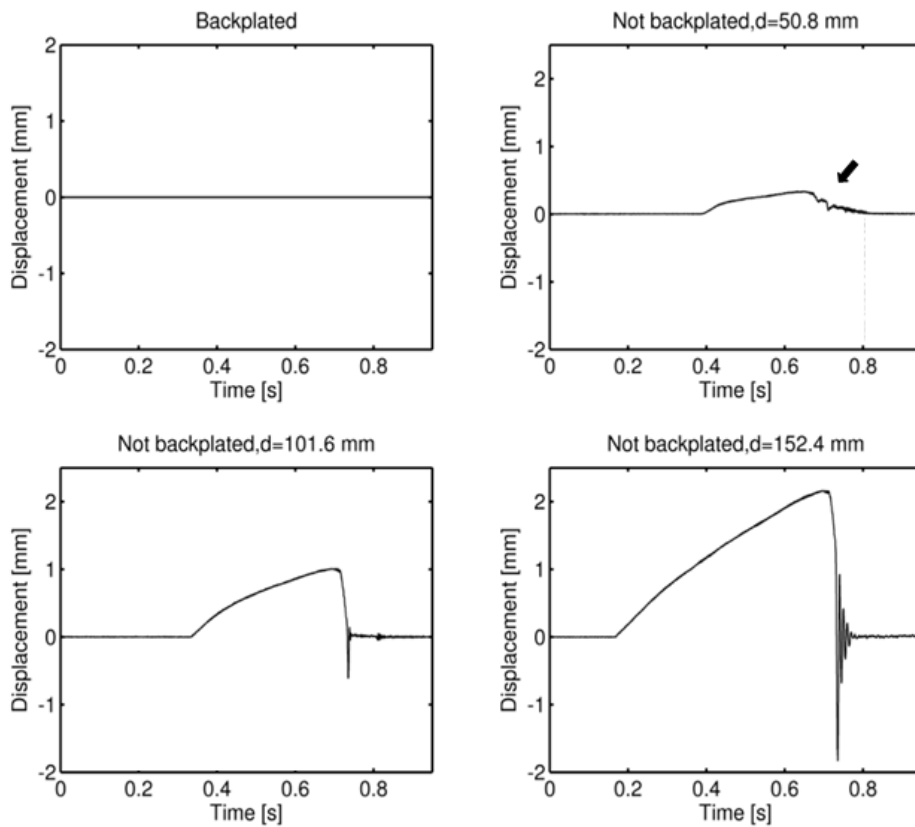 Backplated
2
1
0
-1
-2
Displacement [mm]
0 0.2 0.4 0.6 0.8
Time [s]
Not backplated,d=50.8 mm
2
1
0
-1
-2
Displacement [mm]
0 0.2 0.4 0.6 0.8
Time [s]
Not backplated,d=101.6 mm
2
1
0
-1
-2
Displacement [mm]
0 0.2 0.4 0.6 0.8
Time [s]
Not backplated,d=152.4 mm
2
1
0
-1
-2
Displacement [mm]
0 0.2 0.4 0.6 0.8
Time [s]